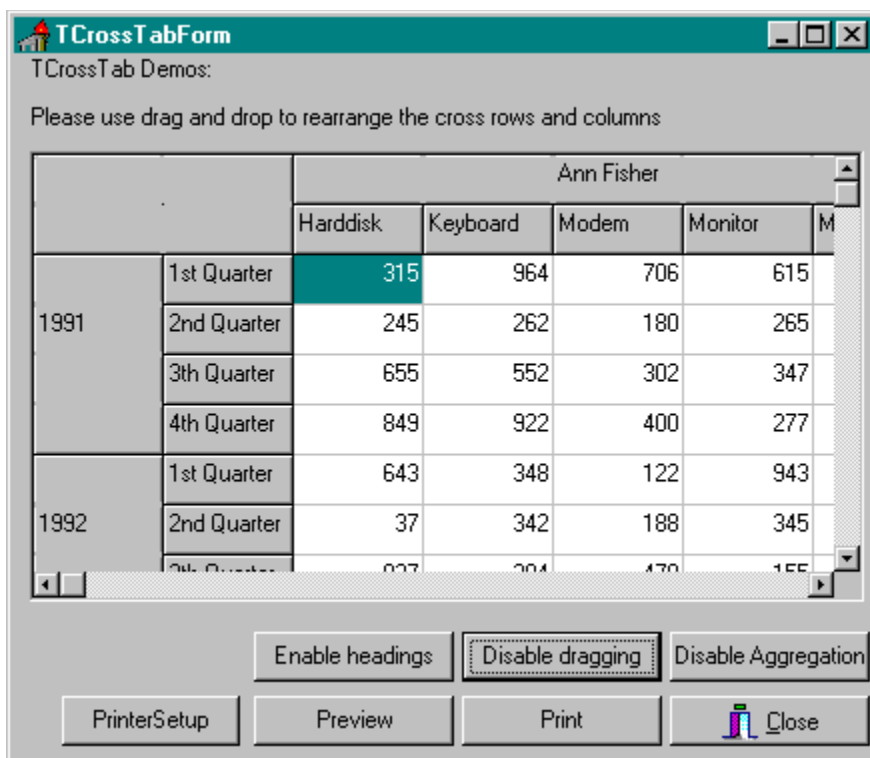 TCrossTabForm
TCrossTab Demos:
Please use drag and drop to rearrange the cross rows and columns
Ann Fisher
Harddisk Keyboard Modem Monitor M
1991 1st Quarter 315 964 706 615
2nd Quarter 245 262 180 265
3th Quarter 655 552 302 347
4th Quarter 849 922 400 277
1992 1st Quarter 643 348 122 943
2nd Quarter 37 342 188 345
Enable headings Disable dragging Disable Aggregation
PrinterSetup Preview Print Close